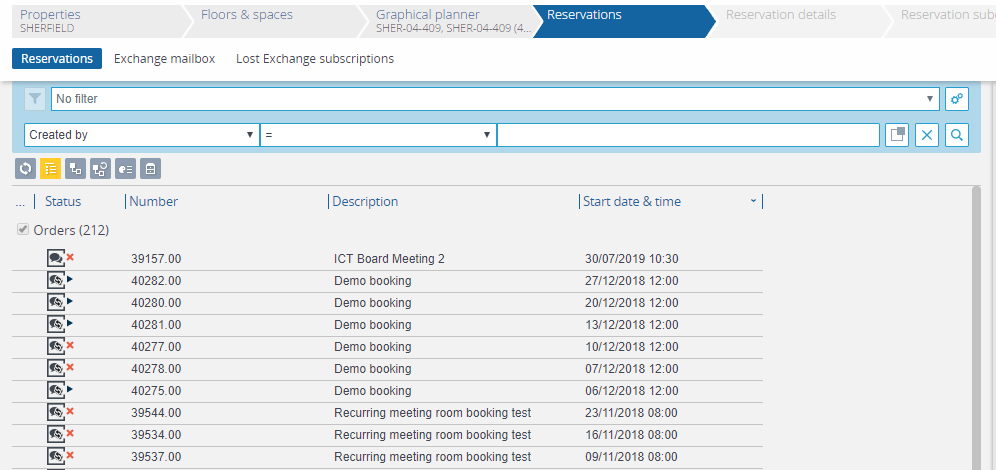 Properties
SHERFIELD
Floors & spaces
Graphical planner
SHER-04-409, SHER-04-409 (4...
Reservations
Reservation details
Reservation sub
Reservations Exchange mailbox Lost Exchange subscriptions
No filter
Created by =
... Status Number Description Start date & time
Orders (212)
39157.00 ICT Board Meeting 2 30/07/2019 10:30
40282.00 Demo booking 27/12/2018 12:00
40280.00 Demo booking 20/12/2018 12:00
40281.00 Demo booking 13/12/2018 12:00
40277.00 Demo booking 10/12/2018 12:00
40278.00 Demo booking 07/12/2018 12:00
40275.00 Demo booking 06/12/2018 12:00
39544.00 Recurring meeting room booking test 23/11/2018 08:00
39534.00 Recurring meeting room booking test 16/11/2018 08:00
39537.00 Recurring meeting room booking test 09/11/2018 08:00